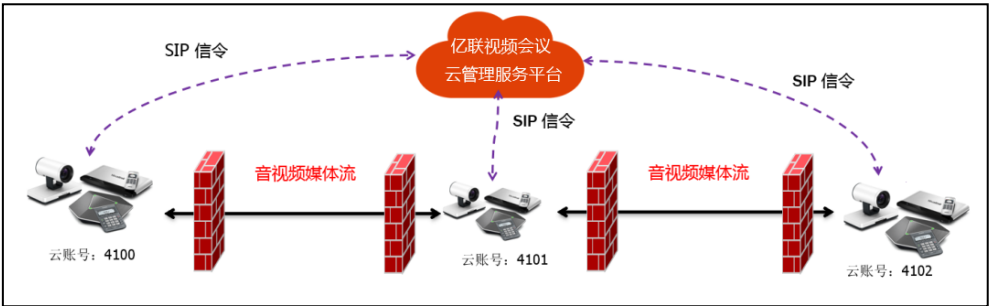 亿联视频会议
云管理服务平台
SIP 信令
SIP 信令
SIP 信令
音视频媒体流
音视频媒体流
云账号：4100
云账号：4101
云账号：4102